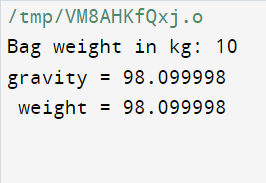 /tmp/VM8AHKfQxj.o
Bag weight in kg: 10
gravity = 98.099998
 weight = 98.099998